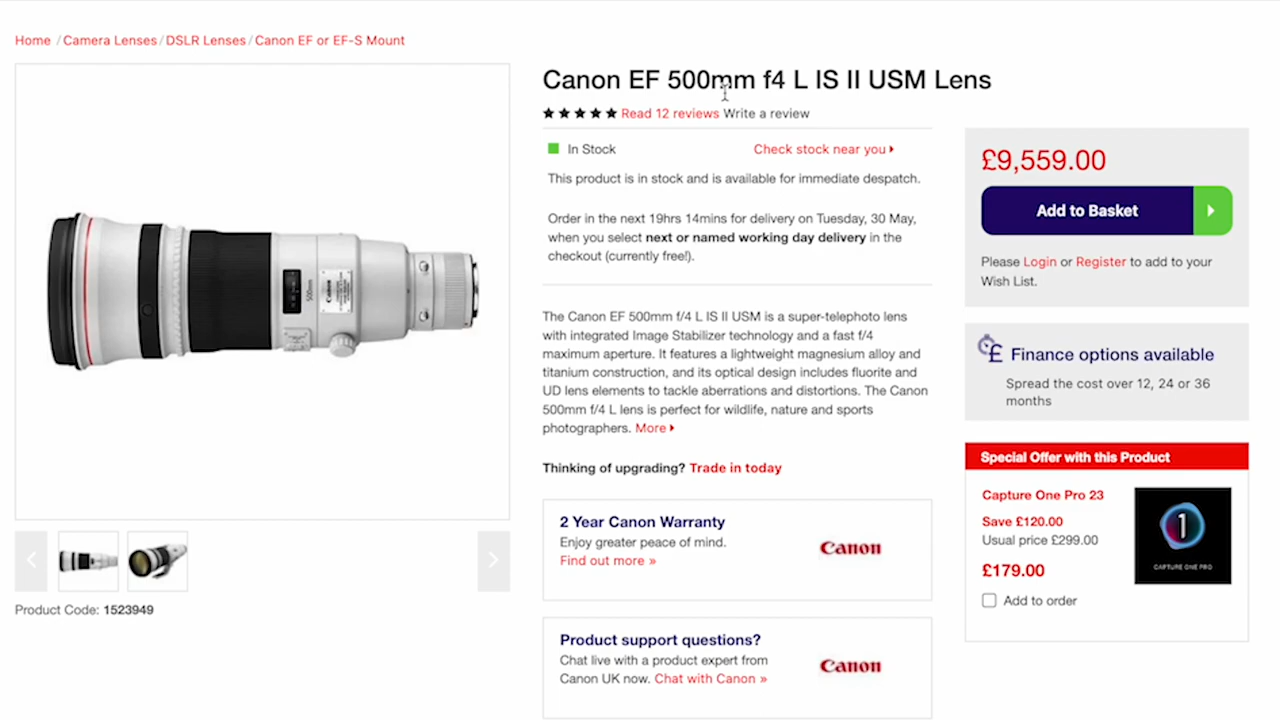 Home / Camera Lenses / DSLR Lenses / Canon EF or EF-S Mount
Canon EF 500mm f4 L IS II USM Lens
Read 12 reviews Write a review
In Stock
Check stock near you
This product is in stock and is available for immediate despatch.
Order in the next 19hrs 14mins for delivery on Tuesday, 30 May,
when you select next or named working day delivery in the
checkout (currently free!).
The Canon EF 500mm f/4 L IS II USM is a super-telephoto lens
with integrated Image Stabilizer technology and a fast f/4
maximum aperture. It features a lightweight magnesium alloy and
titanium construction, and its optical design includes fluorite and
UD lens elements to tackle aberrations and distortions. The Canon
500mm f/4 L lens is perfect for wildlife, nature and sports
photographers. More
Thinking of upgrading? Trade in today
2 Year Canon Warranty
Enjoy greater peace of mind.
Find out more »
Canon
Product support questions?
Chat live with a product expert from
Canon UK now. Chat with Canon »
Canon
£9,559.00
Add to Basket
Please Login or Register to add to your
Wish List.
£
Finance options available
Spread the cost over 12, 24 or 36
months
Special Offer with this Product
Capture One Pro 23
Save £120.00
Usual price £299.00
£179.00
Add to order
1
CAPTURE ONE PRO
500mm
Canon
Product Code: 1523949